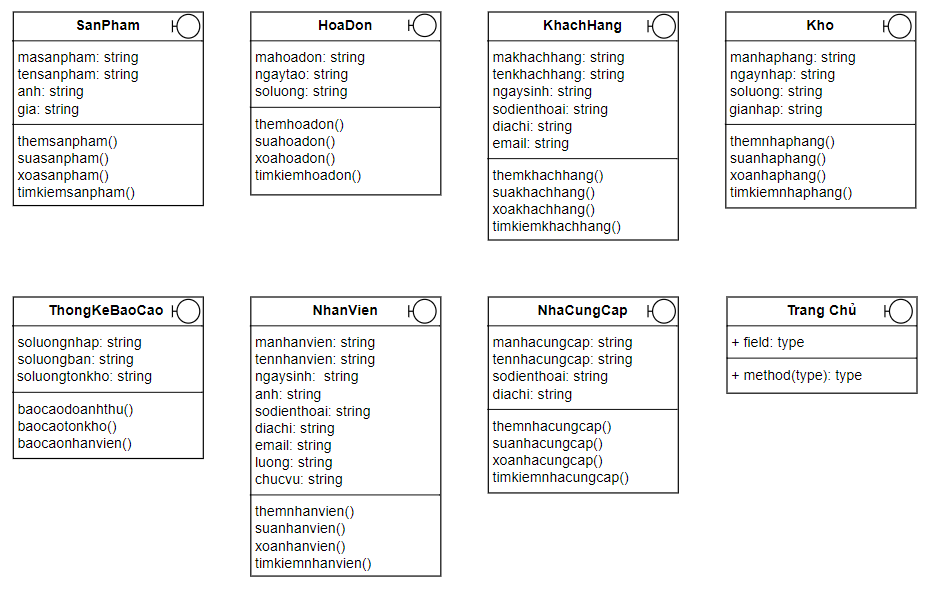 SanPham
masanpham: string
tensanpham: string
anh: string
gia: string
themsanpham()
suasanpham()
xoasanpham()
timkiemsanpham()
HoaDon
mahoadon: string
ngaytao: string
soluong: string
themhoadon()
suahoadon()
xoahoadon()
timkiemhoadon()
KhachHang
makhachhang: string
tenkhachhang: string
ngaysinh: string
sodienthoai: string
diachi: string
email: string
themkhachhang()
suakhachhang()
xoakhachhang()
timkiemkhachhang()
Kho
manhaphang: string
ngaynhap: string
soluong: string
gianhap: string
themnhaphang()
suanhaphang()
xoanhaphang()
timkiemnhaphang()
ThongKeBaoCao
soluongnhap: string
soluongban: string
soluongtonkho: string
baocaodoanhthu()
baocaotonkho()
baocaonhanvien()
NhanVien
manhanvien: string
tennhanvien: string
ngaysinh:  string
anh: string
sodienthoai: string
diachi: string
email: string
luong: string
chucvu: string
themnhanvien()
suanhanvien()
xoanhanvien()
timkiemnhanvien()
NhaCungCap
manhacungcap: string
tennhacungcap: string
sodienthoai: string
diachi: string
themnhacungcap()
suanhacungcap()
xoanhacungcap()
timkiemnhacungcap()
Trang Chủ
+ field: type
+ method(type): type